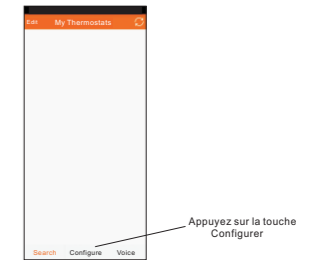 Edit My Thermostats
Appuyez sur la touche
Configurer
Search Configure Voice